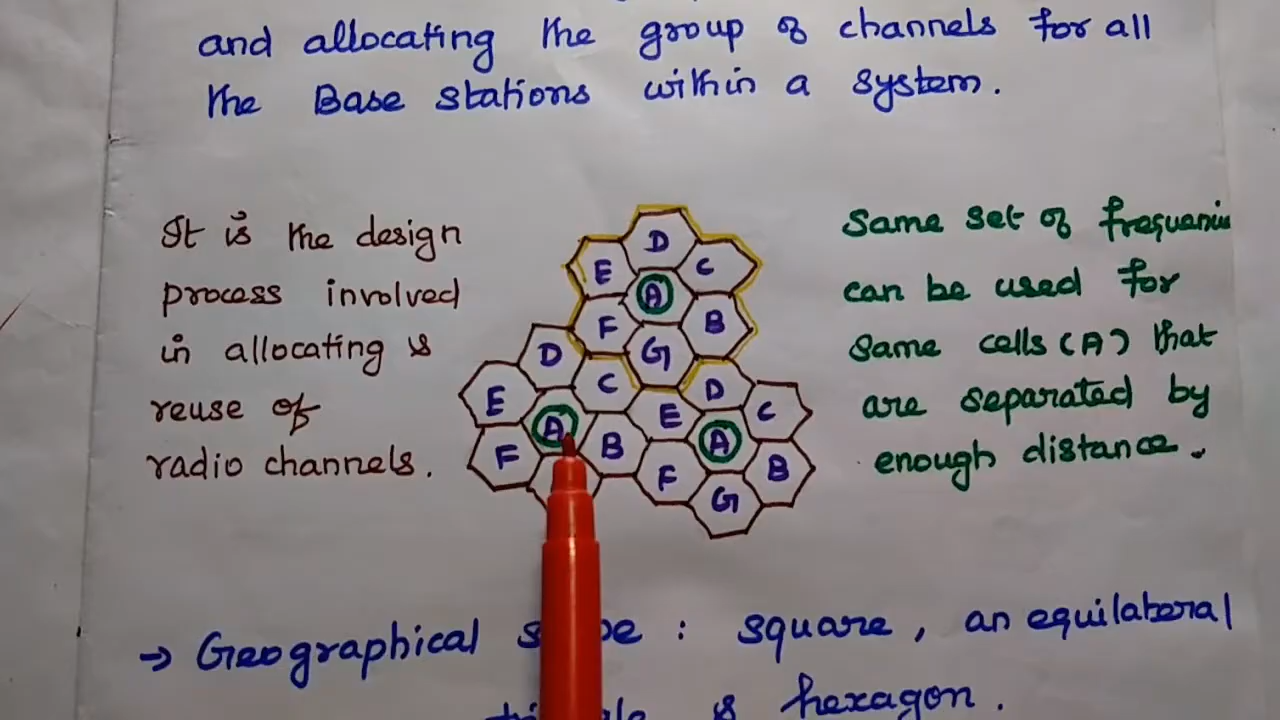 and allocating the group of channels for all
the Base stations within a system.
It is the design
process involved
in allocating is
reuse of
radio channels.
D
E
C
A
F
B
G
D
E
C
A
B
F
D
E
C
A
B
F
G
Same set of
can be used for
same cells (A) that
are separated by
enough distance.
→ Geographical : square, an equilateral
is hexagon.